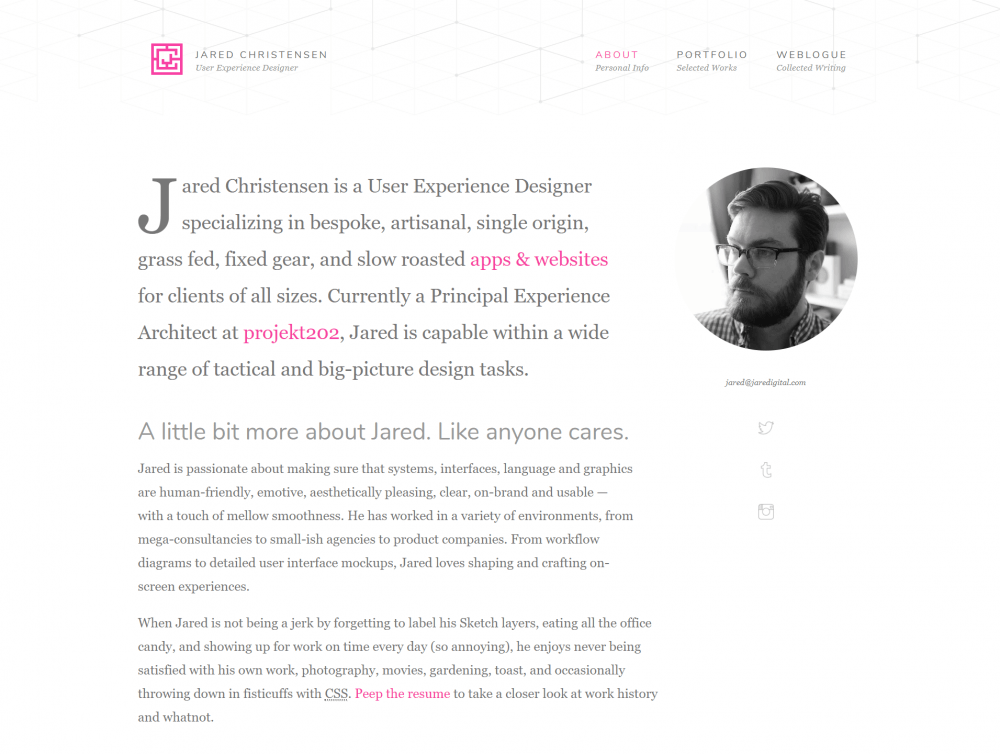 JARED CHRISTENSEN
User Experience Designer
ABOUT
Personal Info
PORTFOLIO
Selected Works
WEBLOGUE
Collected Writing
Jared Christensen is a User Experience Designer
specializing in bespoke, artisanal, single origin,
grass fed, fixed gear, and slow roasted apps & websites
for clients of all sizes. Currently a Principal Experience
Architect at projekt202, Jared is capable within a wide
range of tactical and big-picture design tasks.
jared@jaredigital.com
A little bit more about Jared. Like anyone cares.
Jared is passionate about making sure that systems, interfaces, language and graphics
are human-friendly, emotive, aesthetically pleasing, clear, on-brand and usable —
with a touch of mellow smoothness. He has worked in a variety of environments, from
mega-consultancies to small-ish agencies to product companies. From workflow
diagrams to detailed user interface mockups, Jared loves shaping and crafting on-
screen experiences.
When Jared is not being a jerk by forgetting to label his Sketch layers, eating all the office
candy, and showing up for work on time every day (so annoying), he enjoys never being
satisfied with his own work, photography, movies, gardening, toast, and occasionally
throwing down in fisticuffs with CSS. Peep the resume to take a closer look at work history
and whatnot.